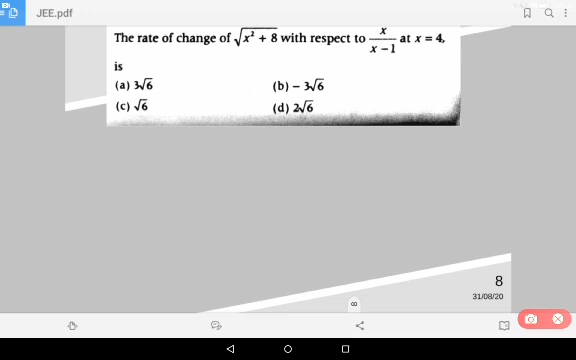 JEE.pdf
The rate of change of √x² + 8 with respect to x/x − 1 at x = 4,
is
(a) 3√6 (b) − 3√6
(c) √6 (d) 2√6
8
31/08/20
8